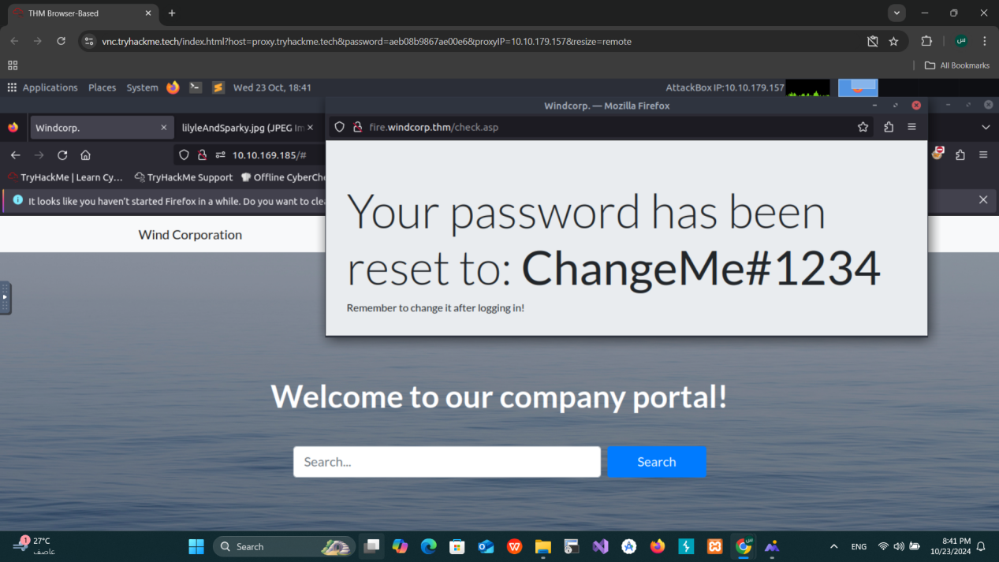 THM Browser-Based
vnc.tryhackme.tech/index.html?host=proxy.tryhackme.tech&password=aeb08b9867ae00e6&proxyIP=10.10.179.157&resize=remote
س
All Bookmarks
Applications Places System Wed 23 Oct, 18:41 AttackBox IP:10.10.179.157
Windcorp. — Mozilla Firefox
Windcorp. lilyleAndSparky.jpg (JPEG Im
fire.windcorp.thm/check.asp
10.10.169.185/#
TryHackMe | Learn Cy... TryHackMe Support Offline CyberChe
It looks like you haven't started Firefox in a while. Do you want to clea
Your password has been
reset to: ChangeMe#1234
Remember to change it after logging in!
Wind Corporation
Welcome to our company portal!
Search...
Search
1
27°C
عاصف
Search
ENG
8:41 PM
10/23/2024